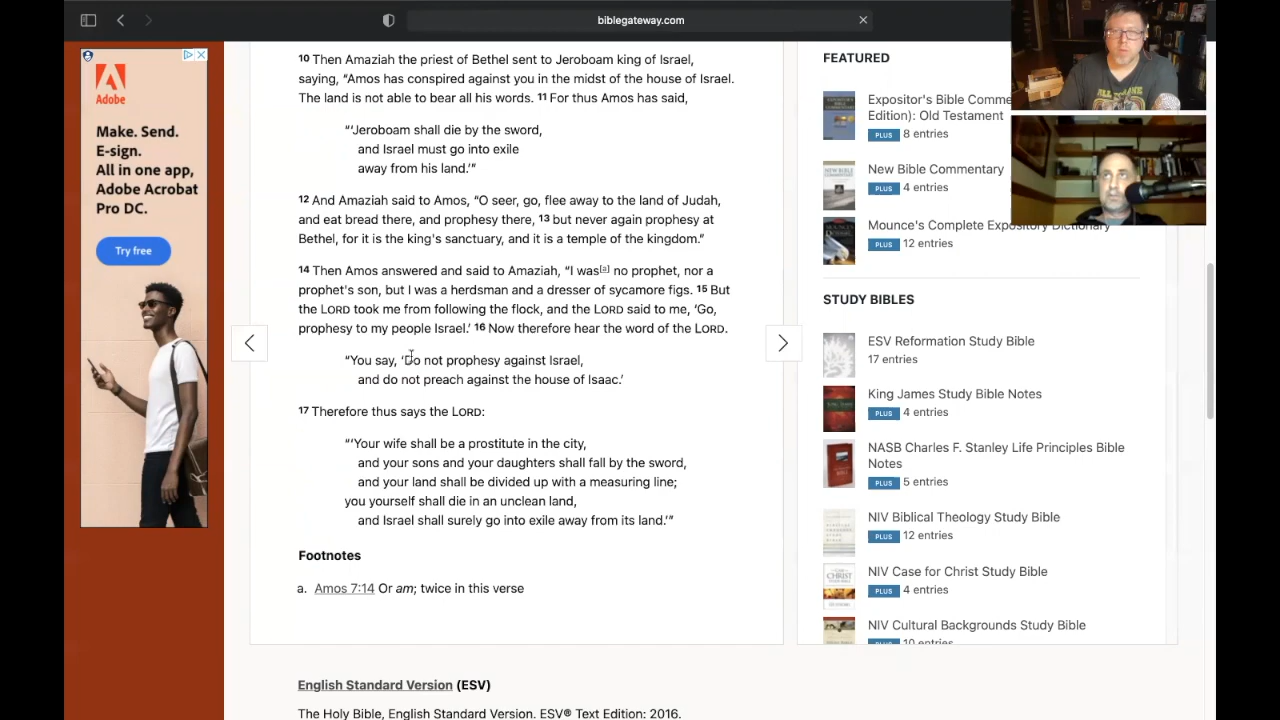 biblegateway.com
Adobe
Make. Send.
E-sign.
All in one app,
Adobe Acrobat
Pro DC.
Try free
10 Then Amaziah the priest of Bethel sent to Jeroboam king of Israel,
saying, “Amos has conspired against you in the midst of the house of Israel.
The land is not able to bear all his words. 11 For thus Amos has said,
“‘Jeroboam shall die by the sword,
and Israel must go into exile
away from his land.’”
12 And Amaziah said to Amos, “O seer, go, flee away to the land of Judah,
and eat bread there, and prophesy there, 13 but never again prophesy at
Bethel, for it is the king's sanctuary, and it is a temple of the kingdom.”
14 Then Amos answered and said to Amaziah, “I was[a] no prophet, nor a
prophet's son, but I was a herdsman and a dresser of sycamore figs. 15 But
the LORD took me from following the flock, and the LORD said to me, ‘Go,
prophesy to my people Israel.’ 16 Now therefore hear the word of the LORD.
“You say, ‘Do not prophesy against Israel,
and do not preach against the house of Isaac.’
17 Therefore thus says the LORD:
“‘Your wife shall be a prostitute in the city,
and your sons and your daughters shall fall by the sword,
and your land shall be divided up with a measuring line;
you yourself shall die in an unclean land,
and Israel shall surely go into exile away from its land.’”
Footnotes
a. Amos 7:14 Or am; twice in this verse
English Standard Version (ESV)
The Holy Bible, English Standard Version. ESV® Text Edition: 2016.
FEATURED
Expositor's Bible Comme
Edition): Old Testament
PLUS 8 entries
New Bible Commentary
PLUS 4 entries
Mounce's Complete Expository Dictionary
PLUS 12 entries
STUDY BIBLES
ESV Reformation Study Bible
17 entries
King James Study Bible Notes
PLUS 4 entries
NASB Charles F. Stanley Life Principles Bible
Notes
PLUS 5 entries
NIV Biblical Theology Study Bible
PLUS 12 entries
NIV Case for Christ Study Bible
PLUS 4 entries
NIV Cultural Backgrounds Study Bible
PLUS 10 entries